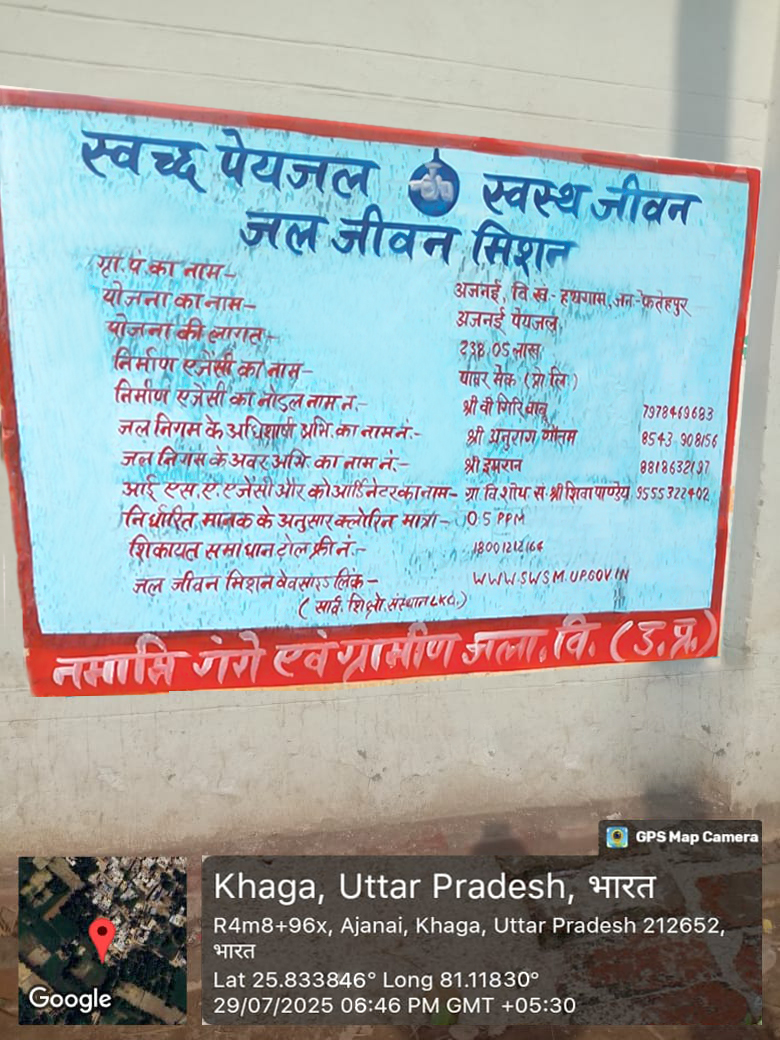 स्वच्छ पेयजल स्वस्थ जीवन
जल जीवन मिशन
ग्रा.पं का नाम- अजनई, वि.खं.- हथगाम, जन.-फतेहपुर
योजना का नाम- अजनई पेयजल,
योजना की लागत- 238.05 लाख
निर्माण एजेंसी का नाम- पावर मेक (प्रा.लि.)
निर्माण एजेंसी का नोडल नाम नं.- श्री वी गिरि बाबू 7978469683
जल निगम के अधिशाषी अभि. का नाम नं:- श्री अनुराग गौतम 8543 908156
जल निगम के अवर अभि. का नाम नं:- श्री इमरान 8818632197
आई एस.ए. एजेंसी और कोआर्डिनेटर का नाम- ग्रा.वि.शोध.सं.श्री शिवा पाण्डेय 9555322402
निर्धारित मानक के अनुसार क्लोरिन मात्रा- 0.5 PPM
शिकायत समाधान टोल फ्री नं.- 18001212164
जल जीवन मिशन वेवसाइड लिंक- WWW.SWSM.UP.GOV.IN
नमामि गंगे एवं ग्रामीण जला. वि. (उ.प्र.)
GPS Map Camera
Khaga, Uttar Pradesh, भारत
R4m8+96x, Ajanai, Khaga, Uttar Pradesh 212652,
भारत
Lat 25.833846° Long 81.11830°
29/07/2025 06:46 PM GMT +05:30
Google